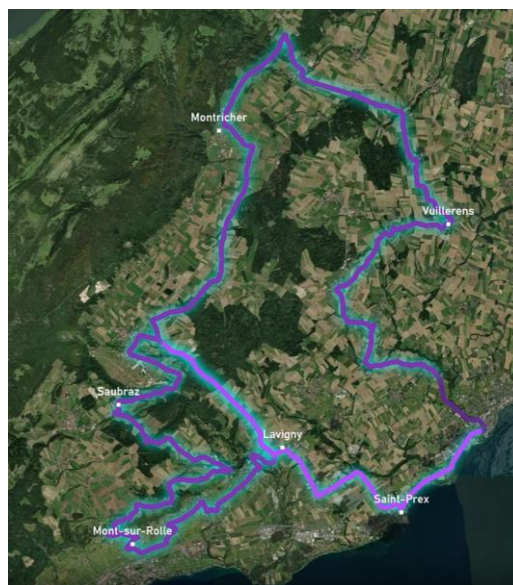 Montricher
Vuillerens
Saubraz
Lavigny
Saint-Prex
Mont-sur-Rolle